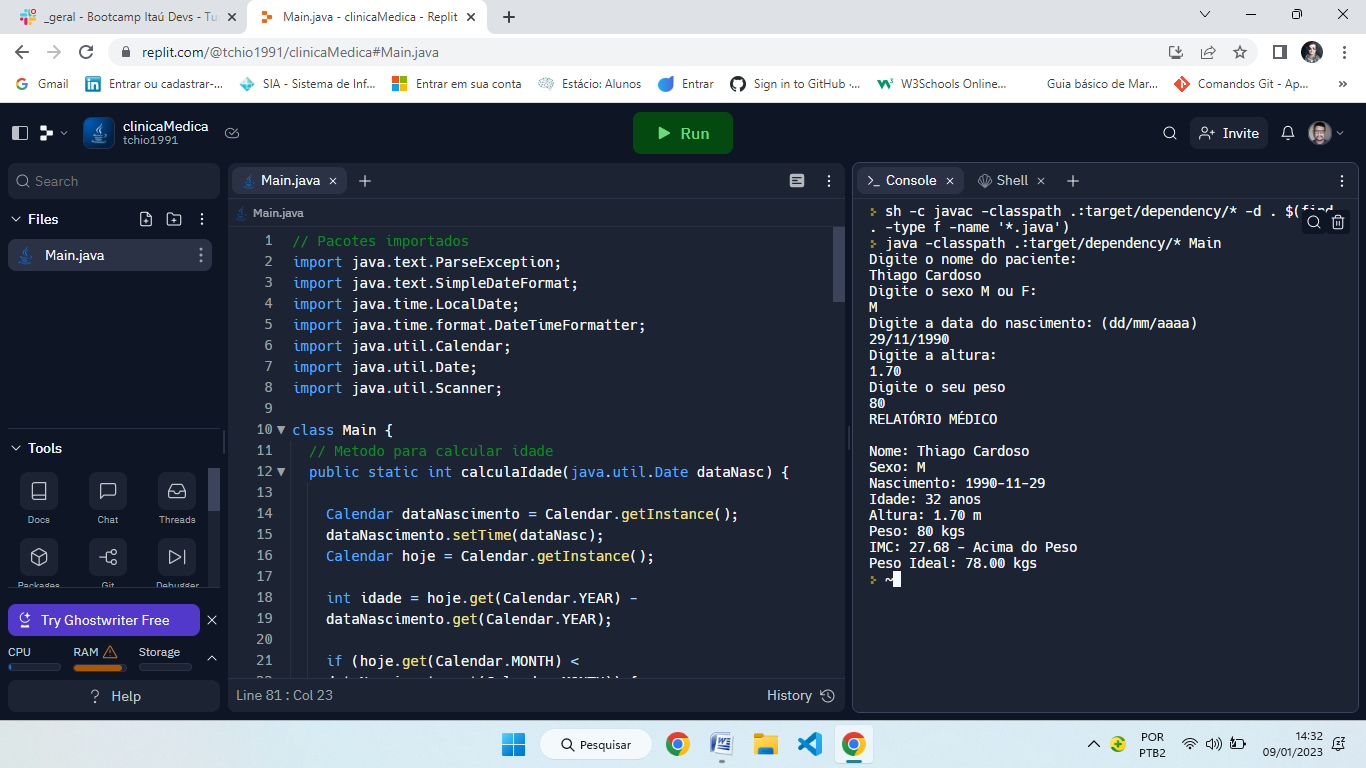 _geral - Bootcamp Itaú Devs - Tu
Main.java - clinicaMedica - Replit
replit.com/@tchio1991/clinicaMedica#Main.java
Gmail
Entrar ou cadastrar-...
SIA - Sistema de Inf...
Entrar em sua conta
Estácio: Alunos
Entrar
Sign in to GitHub ·...
W3Schools Online...
Guia básico de Mar...
Comandos Git - Ap...
clinicaMedica
tchio1991
Run
Invite
Search
Files
Main.java
Tools
Docs
Chat
Threads
Packages
Git
Debugger
Try Ghostwriter Free
CPU
RAM
Storage
? Help
Main.java
Main.java
1 // Pacotes importados
2 import java.text.ParseException;
3 import java.text.SimpleDateFormat;
4 import java.time.LocalDate;
5 import java.time.format.DateTimeFormatter;
6 import java.util.Calendar;
7 import java.util.Date;
8 import java.util.Scanner;
9
10 class Main {
11 // Metodo para calcular idade
12 public static int calculaIdade(java.util.Date dataNasc) {
13
14 Calendar dataNascimento = Calendar.getInstance();
15 dataNascimento.setTime(dataNasc);
16 Calendar hoje = Calendar.getInstance();
17
18 int idade = hoje.get(Calendar.YEAR) -
19 dataNascimento.get(Calendar.YEAR);
20
21 if (hoje.get(Calendar.MONTH) <
Line 81 : Col 23
History
Console
Shell
sh -c javac -classpath .:target/dependency/* -d . $(find
. -type f -name '*.java')
java -classpath .:target/dependency/* Main
Digite o nome do paciente:
Thiago Cardoso
Digite o sexo M ou F:
M
Digite a data do nascimento: (dd/mm/aaaa)
29/11/1990
Digite a altura:
1.70
Digite o seu peso
80
RELATÓRIO MÉDICO
Nome: Thiago Cardoso
Sexo: M
Nascimento: 1990-11-29
Idade: 32 anos
Altura: 1.70 m
Peso: 80 kgs
IMC: 27.68 - Acima do Peso
Peso Ideal: 78.00 kgs
~
Pesquisar
POR
PTB2
14:32
09/01/2023